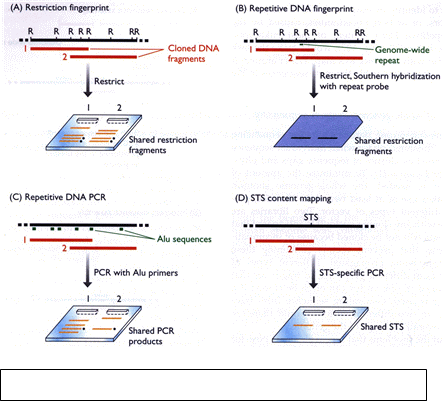 (A) Restriction fingerprint
R R R R R R RR
Cloned DNA
fragments
1
2
Restrict
1 2
Shared restriction
fragments
(B) Repetitive DNA fingerprint
R R R R R R RR
Genome-wide
repeat
1
2
Restrict, Southern hybridization
with repeat probe
1 2
Shared restriction
fragments
(C) Repetitive DNA PCR
Alu sequences
1
2
PCR with Alu primers
1 2
Shared PCR
products
(D) STS content mapping
STS
1
2
STS-specific PCR
1 2
Shared STS